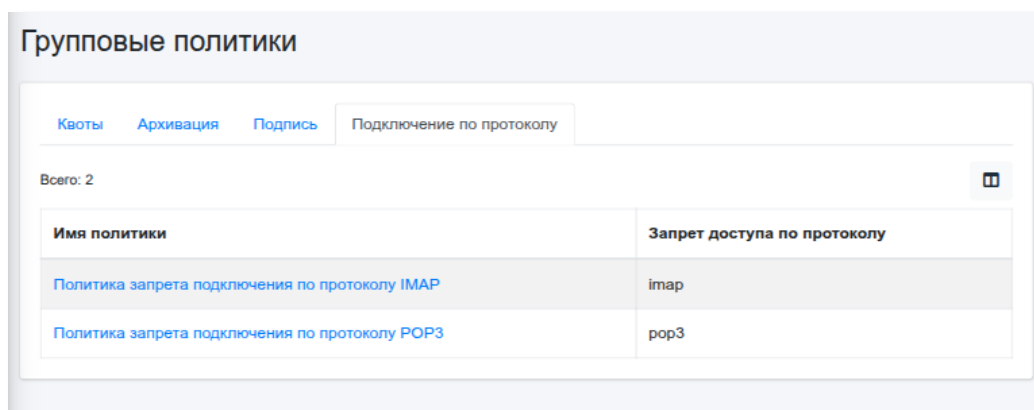 Групповые политики
Квоты Архивация Подпись Подключение по протоколу
Всего: 2
Имя политики Запрет доступа по протоколу
Политика запрета подключения по протоколу IMAP imap
Политика запрета подключения по протоколу POP3 pop3